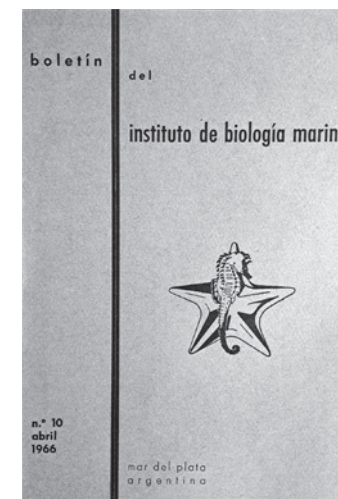 boletín
del
instituto de biología marin
n.º 10
abril
1966
mar del plata
argentina